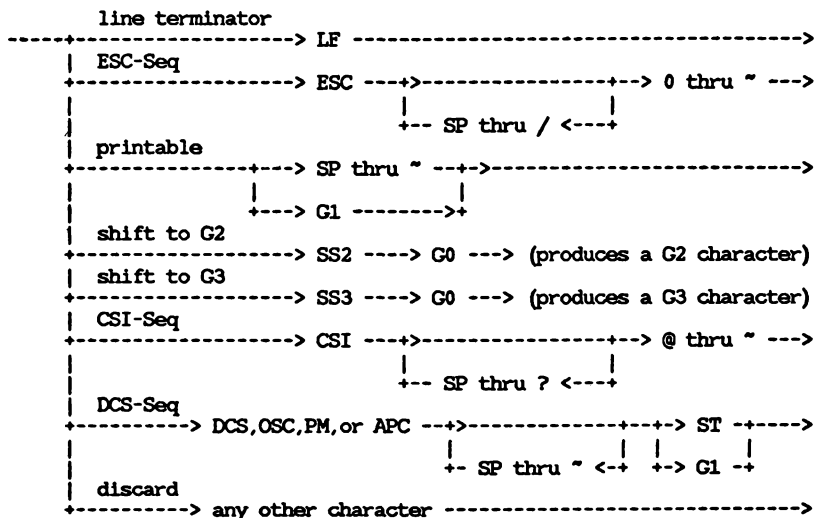 line terminator
-----+---------------> LF ------------------------------>
| ESC-Seq
+---------------> ESC ----+>----------------+--> 0 thru ~ --->
| | |
| +-- SP thru / <---+
| printable
+-------------+---> SP thru ~ --+->--------------------->
| | |
| +---> G1 -------->+
| shift to G2
+---------------> SS2 ----> G0 ---> (produces a G2 character)
| shift to G3
+---------------> SS3 ----> G0 ---> (produces a G3 character)
| CSI-Seq
+---------------> CSI ----+>----------------+--> @ thru ~ --->
| | |
| +-- SP thru ? <---+
| DCS-Seq
+---------> DCS,OSC,PM,or APC --+>-------------+--+-> ST -+---->
| | | | |
| +- SP thru ~ <-+ +-> G1 -+
| discard
+---------> any other character ------------------------>